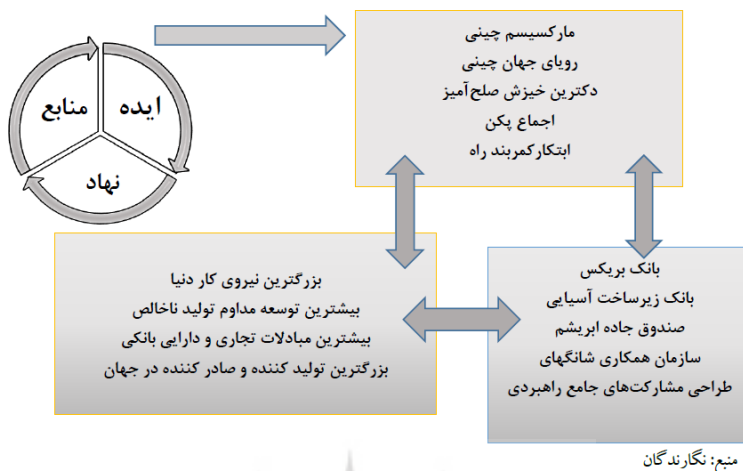 ایده
منابع
نهاد
مارکسیسم چینی
رویای جهان چینی
دکترین خیزش صلح‌آمیز
اجماع پکن
ابتکارکمربند راه
بزرگترین نیروی کار دنیا
بیشترین توسعه مداوم تولید ناخالص
بیشترین مبادلات تجاری و دارایی بانکی
بزرگترین تولید کننده و صادر کننده در جهان
بانک بریکس
بانک زیرساخت آسیایی
صندوق جاده ابریشم
سازمان همکاری شانگهای
طراحی مشارکت‌های جامع راهبردی
منبع: نگارندگان